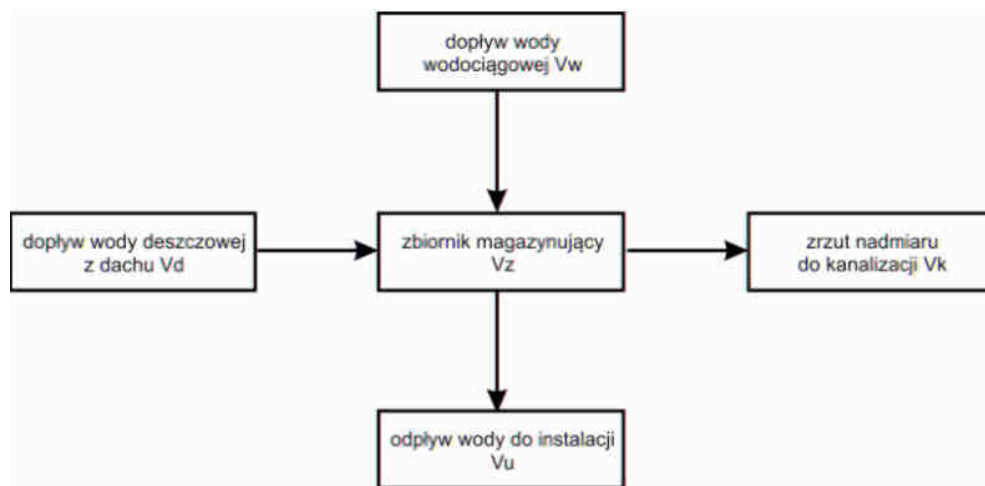 dopływ wody
wodociągowej Vw
dopływ wody deszczowej
z dachu Vd
zbiornik magazynujący
Vz
zrzut nadmiaru
do kanalizacji Vk
odpływ wody do instalacji
Vu